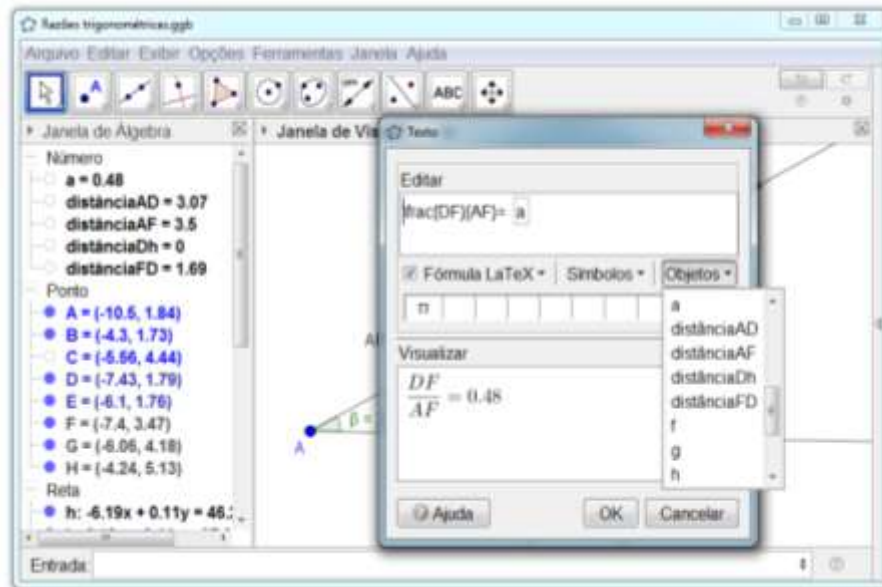 Razões trigonométricas.ggb
Arquivo Editar Exibir Opções Ferramentas Janela Ajuda
ABC
Janela de Álgebra
Janela de Vis
Número
a = 0.48
distânciaAD = 3.07
distânciaAF = 3.5
distânciaDh = 0
distânciaFD = 1.69
Ponto
A = (-10.5, 1.84)
B = (-4.3, 1.73)
C = (-5.56, 4.44)
D = (-7.43, 1.79)
E = (-6.1, 1.76)
F = (-7.4, 3.47)
G = (-6.06, 4.18)
H = (-4.24, 5.13)
Reta
h: -6.19x + 0.11y = 46.
A
β =
Texto
Editar
\frac{DF}{AF}= a
Fórmula LaTeX
Símbolos
Objetos
π
a
distânciaAD
distânciaAF
distânciaDh
distânciaFD
f
g
h
Visualizar
DF
AF = 0.48
Ajuda
OK
Cancelar
Entrada: